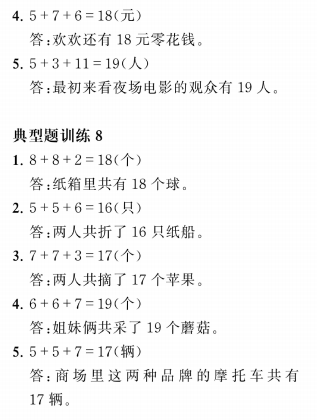 4. 5+7+6=18(元)
答:欢欢还有 18 元零花钱。
5. 5+3+11=19(人)
答:最初来看夜场电影的观众有 19 人。
典型题训练 8
1. 8+8+2=18(个)
答:纸箱里共有 18 个球。
2. 5+5+6=16(只)
答:两人共折了 16 只纸船。
3. 7+7+3=17(个)
答:两人共摘了 17 个苹果。
4. 6+6+7=19(个)
答:姐妹俩共采了 19 个蘑菇。
5. 5+5+7=17(辆)
答:商场里这两种品牌的摩托车共有
17 辆。